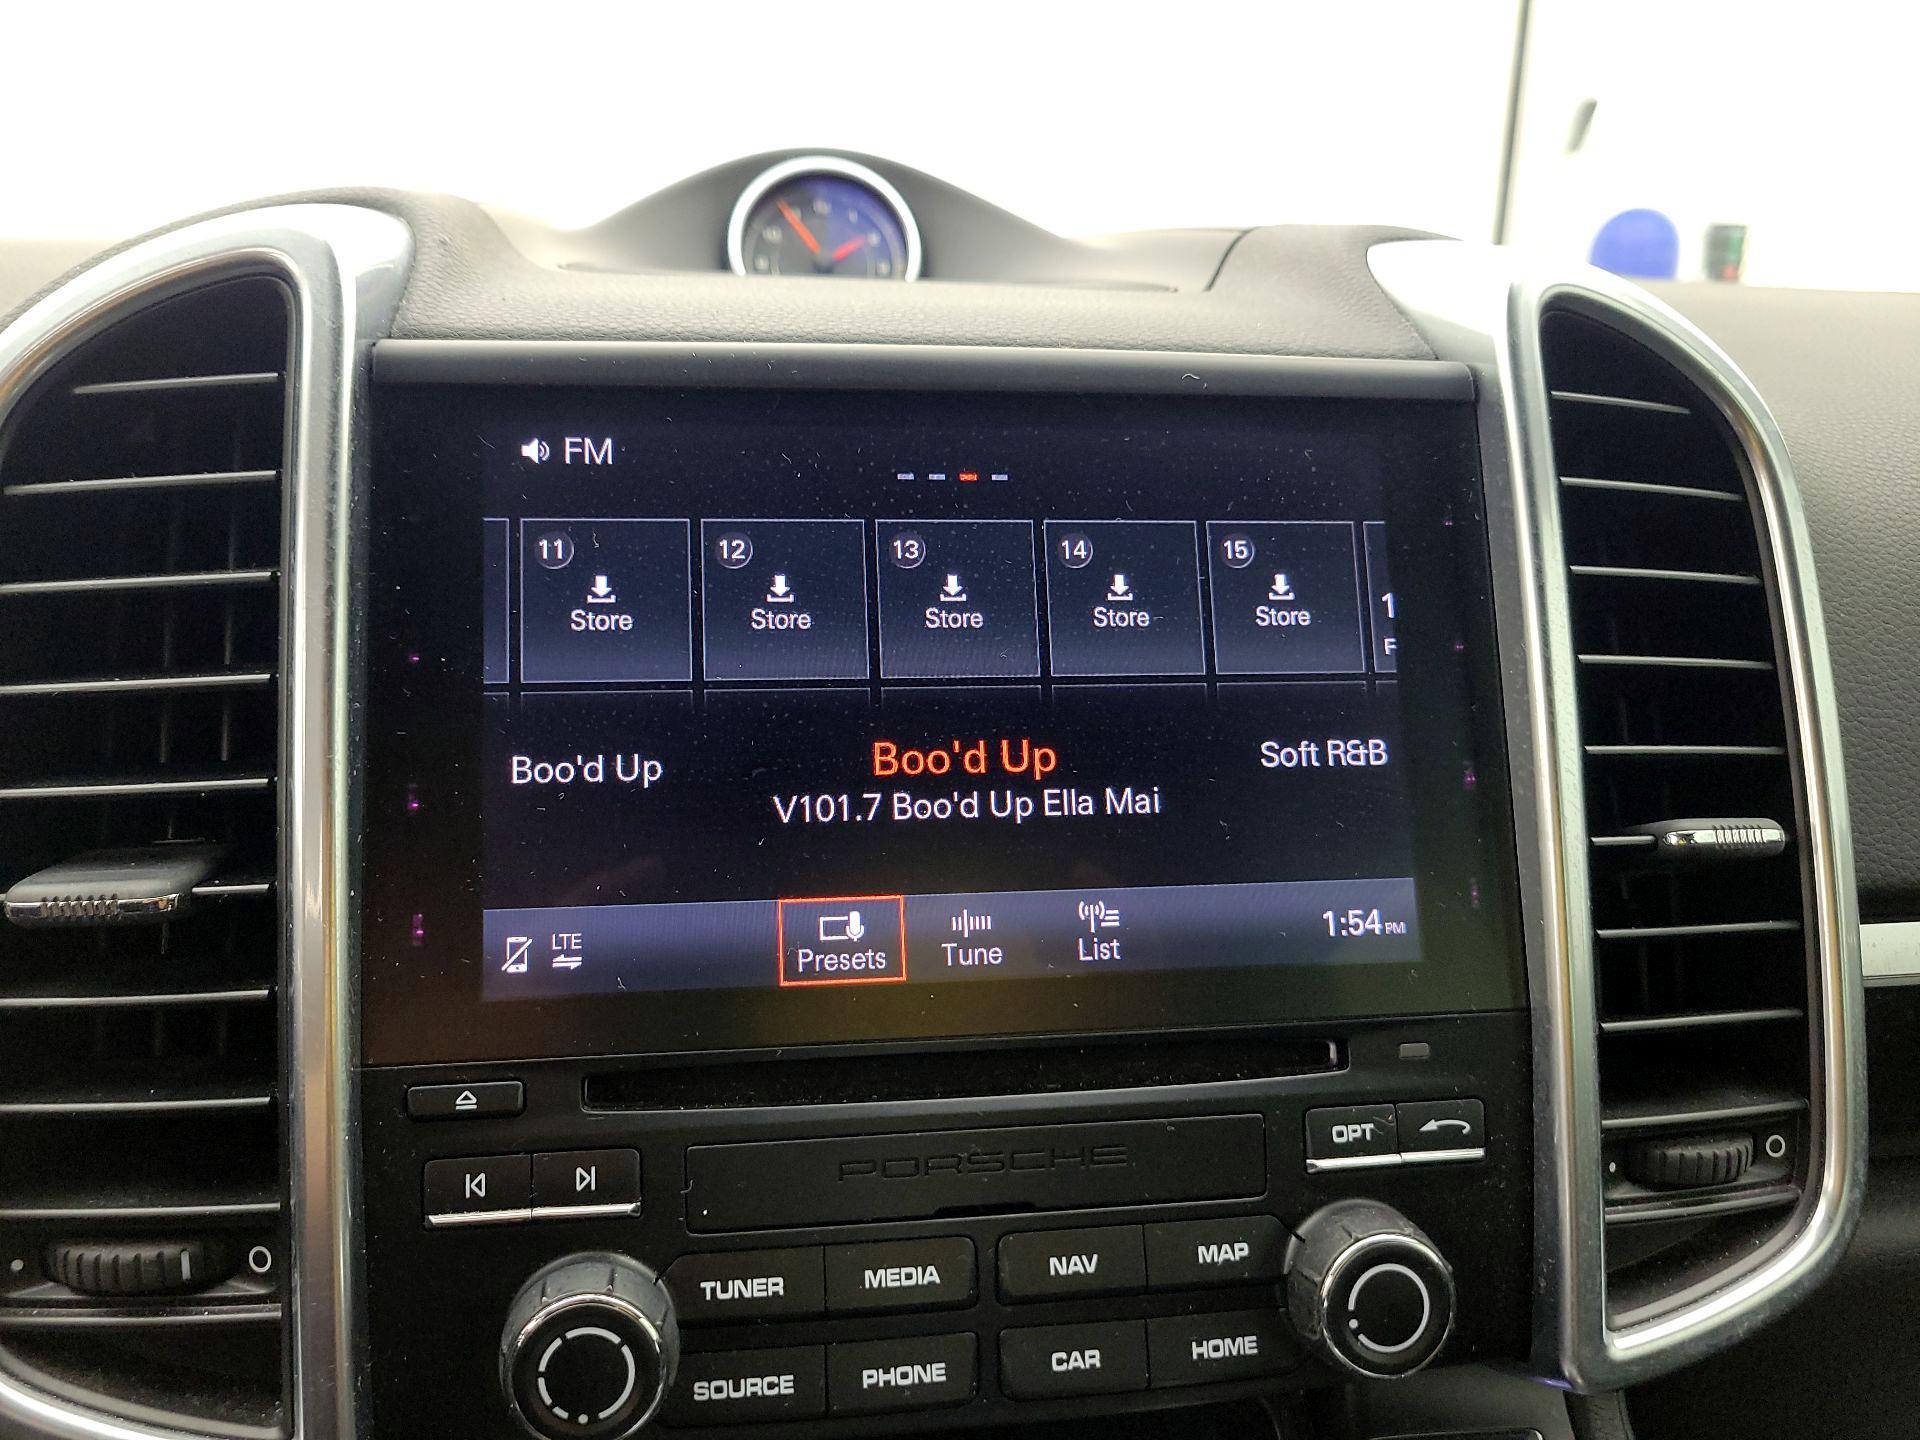 FM
11
12
13
14
15
Store
Store
Store
Store
Store
Boo'd Up
Boo'd Up
Soft R&B
V101.7 Boo'd Up Ella Mai
LTE
Presets
Tune
List
1:54 PM
OPT
PORSCHE
TUNER
MEDIA
NAV
MAP
SOURCE
PHONE
CAR
HOME